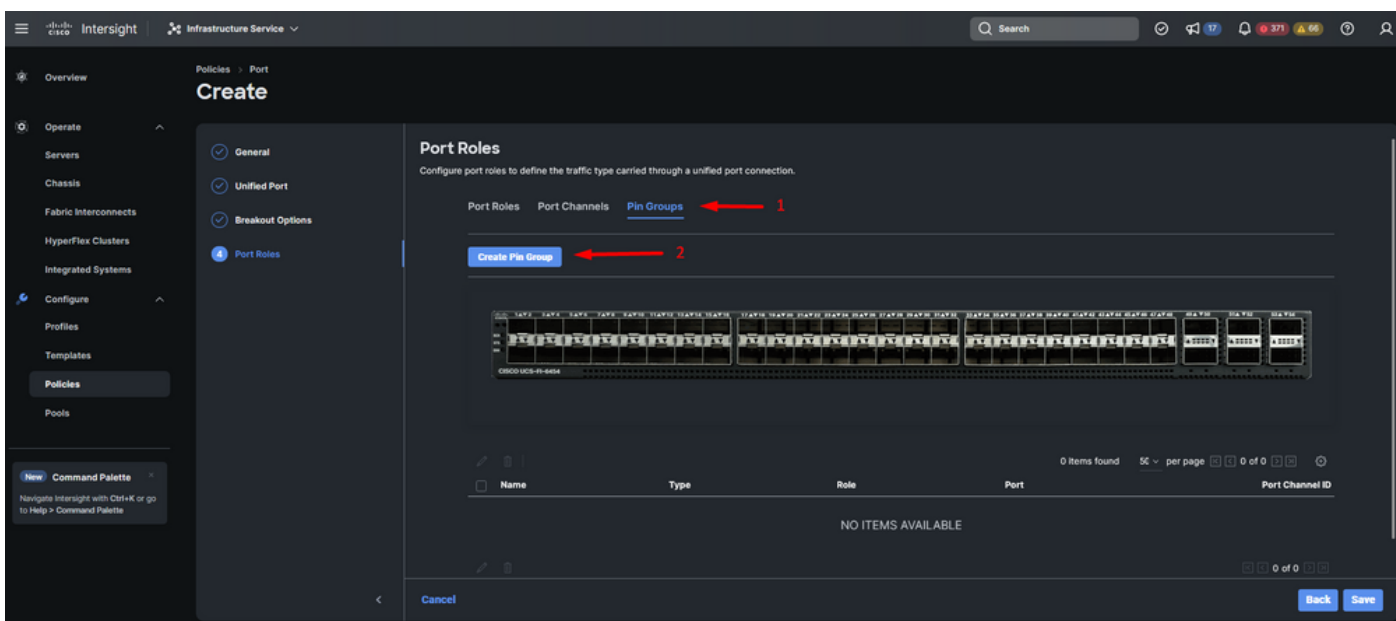 cisco Intersight
Infrastructure Service
Search
17
371
66
Overview
Operate
Servers
Chassis
Fabric Interconnects
HyperFlex Clusters
Integrated Systems
Configure
Profiles
Templates
Policies
Pools
New Command Palette
Navigate Intersight with Ctrl+K or go
to Help > Command Palette
Policies > Port
Create
General
Unified Port
Breakout Options
4 Port Roles
Port Roles
Configure port roles to define the traffic type carried through a unified port connection.
Port Roles Port Channels Pin Groups 1
Create Pin Group 2
CISCO UCS-FI-6454
0 items found 50 per page 0 of 0
Name Type Role Port Port Channel ID
NO ITEMS AVAILABLE
0 of 0
Cancel Back Save